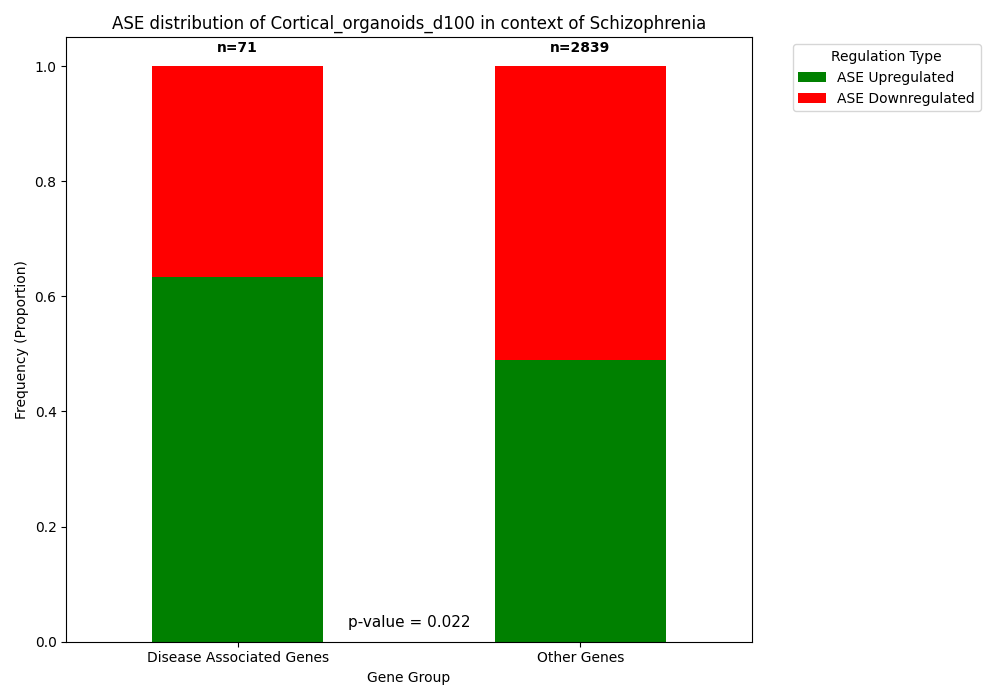 ASE distribution of Cortical_organoids_d100 in context of Schizophrenia
n=71
n=2839
Regulation Type
ASE Upregulated
ASE Downregulated
1.0
0.8
0.6
0.4
0.2
0.0
Frequency (Proportion)
p-value = 0.022
Disease Associated Genes
Other Genes
Gene Group